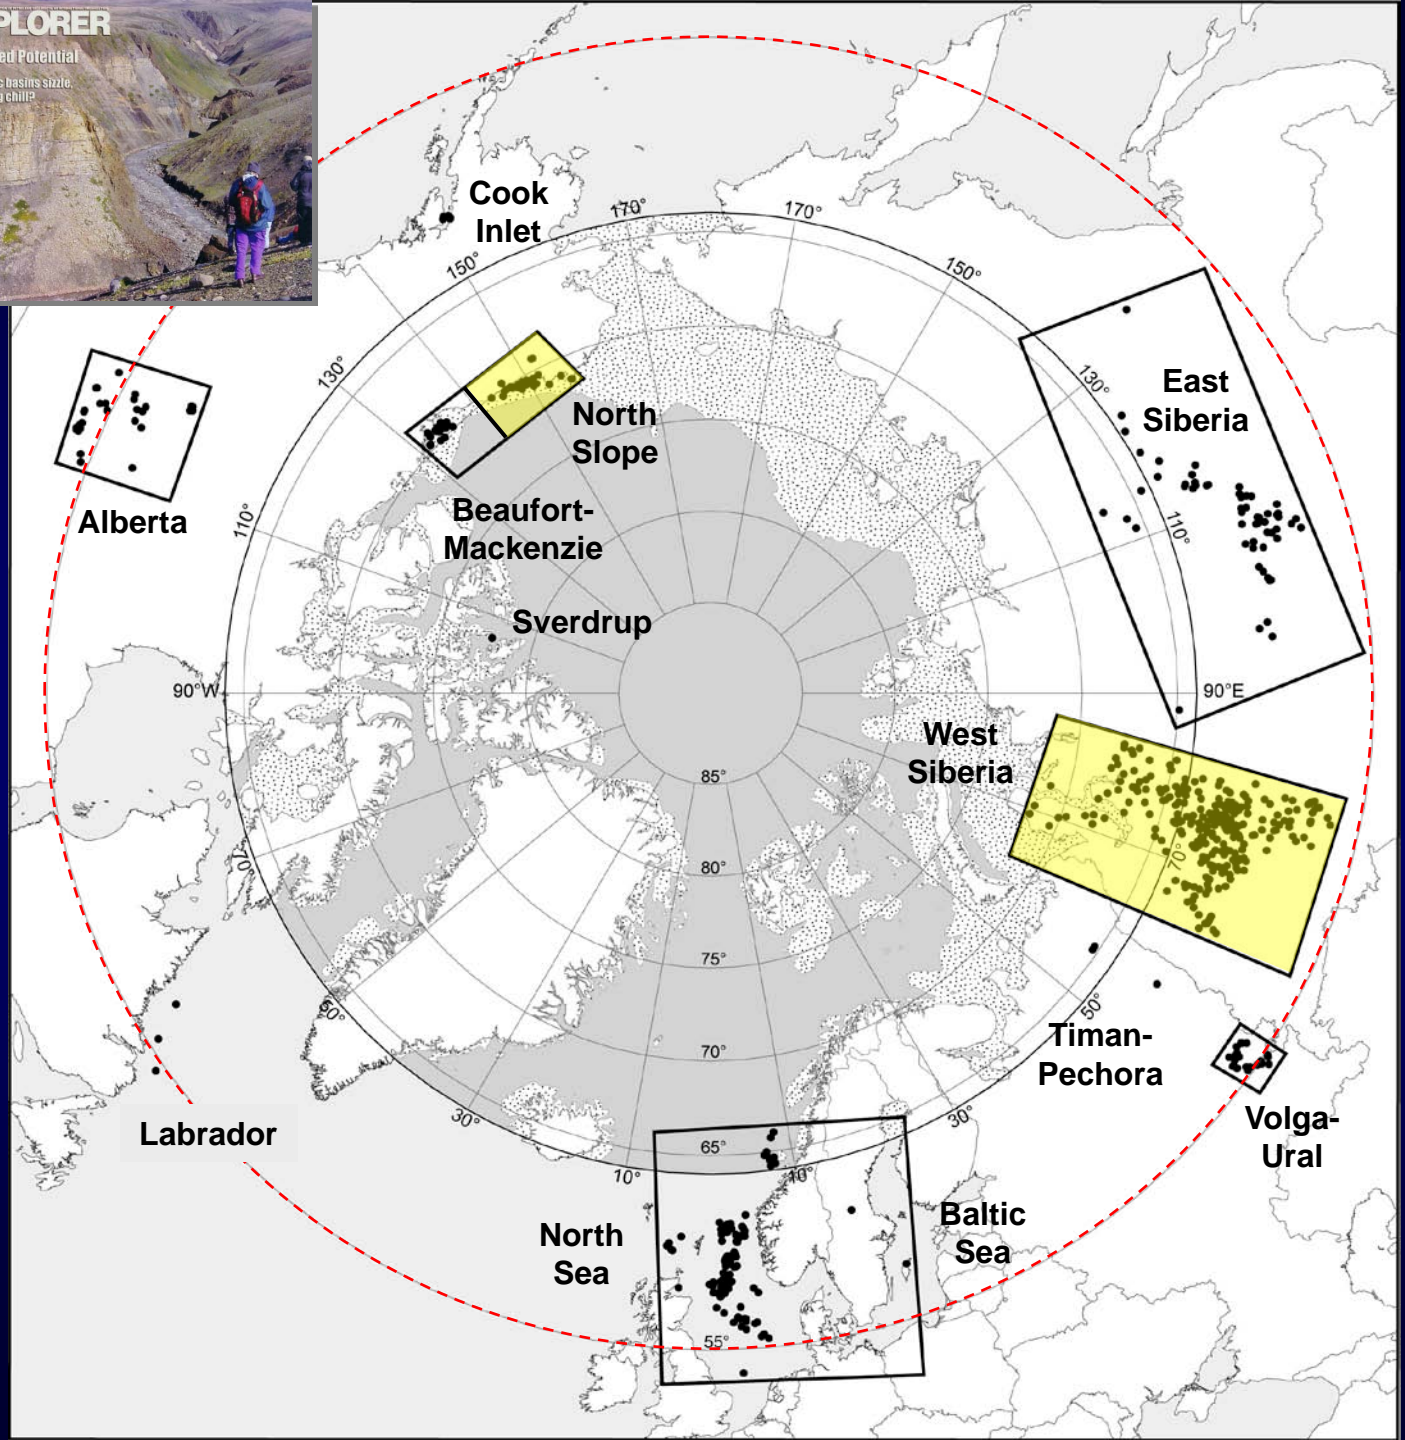 PLORER
ed Potential
c basins sizzle,
g chill?
Cook
Inlet
170°
170°
150°
150°
130°
130°
East
Siberia
North
Slope
Alberta
110°
110°
Beaufort-
Mackenzie
Sverdrup
90°W
90°E
West
Siberia
85°
80°
70°
70°
75°
50°
50°
Timan-
Pechora
70°
30°
30°
Labrador
65°
10°
10°
Volga-
Ural
North
Sea
Baltic
Sea
55°